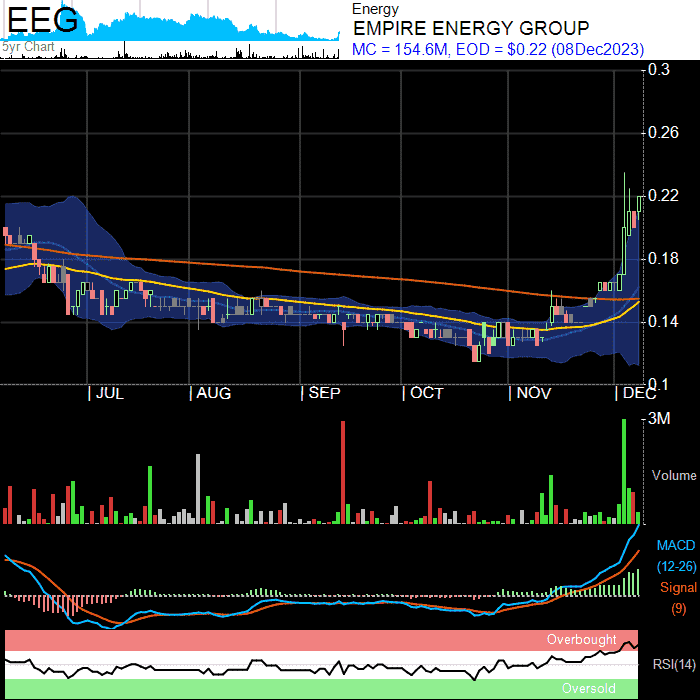 EEG
5yr Chart
Energy
EMPIRE ENERGY GROUP
MC = 154.6M, EOD = $0.22 (08Dec2023)
0.3
0.26
0.22
0.18
0.14
0.1
JUL AUG SEP OCT NOV DEC
3M
Volume
MACD
(12-26)
Signal
(9)
Overbought
RSI(14)
Oversold